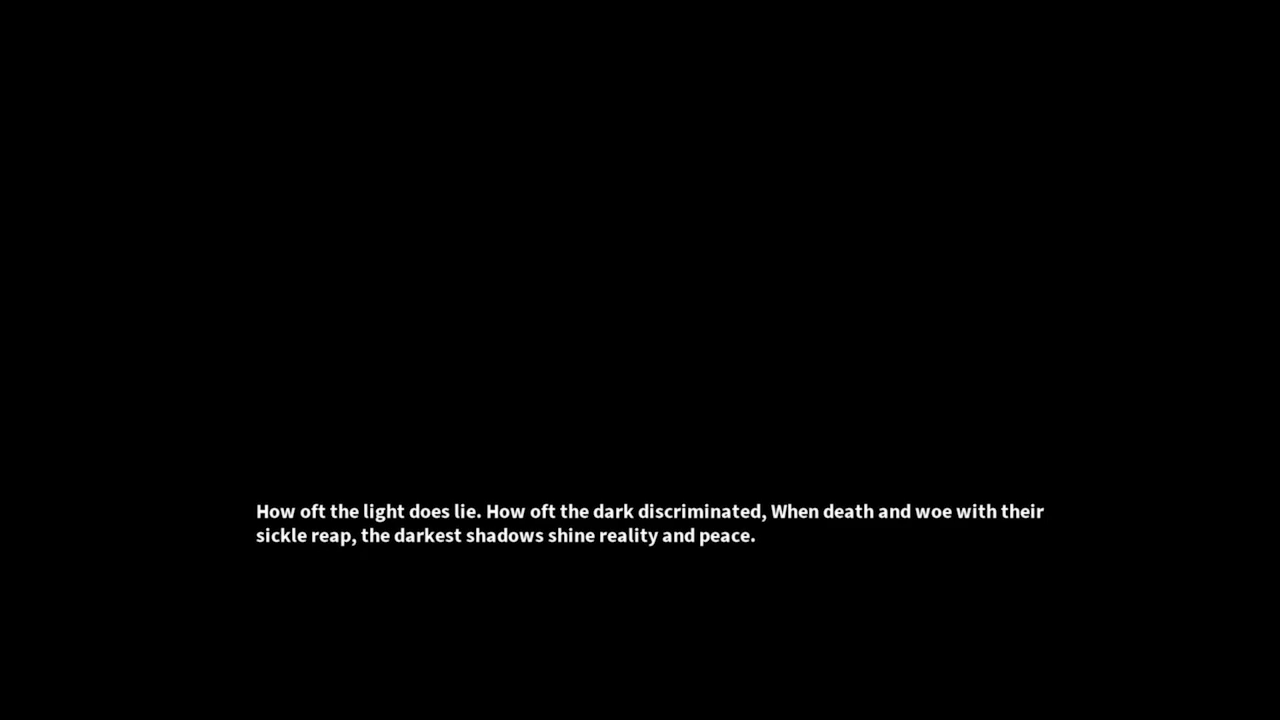 How oft the light does lie. How oft the dark discriminated, When death and woe with their
sickle reap, the darkest shadows shine reality and peace.